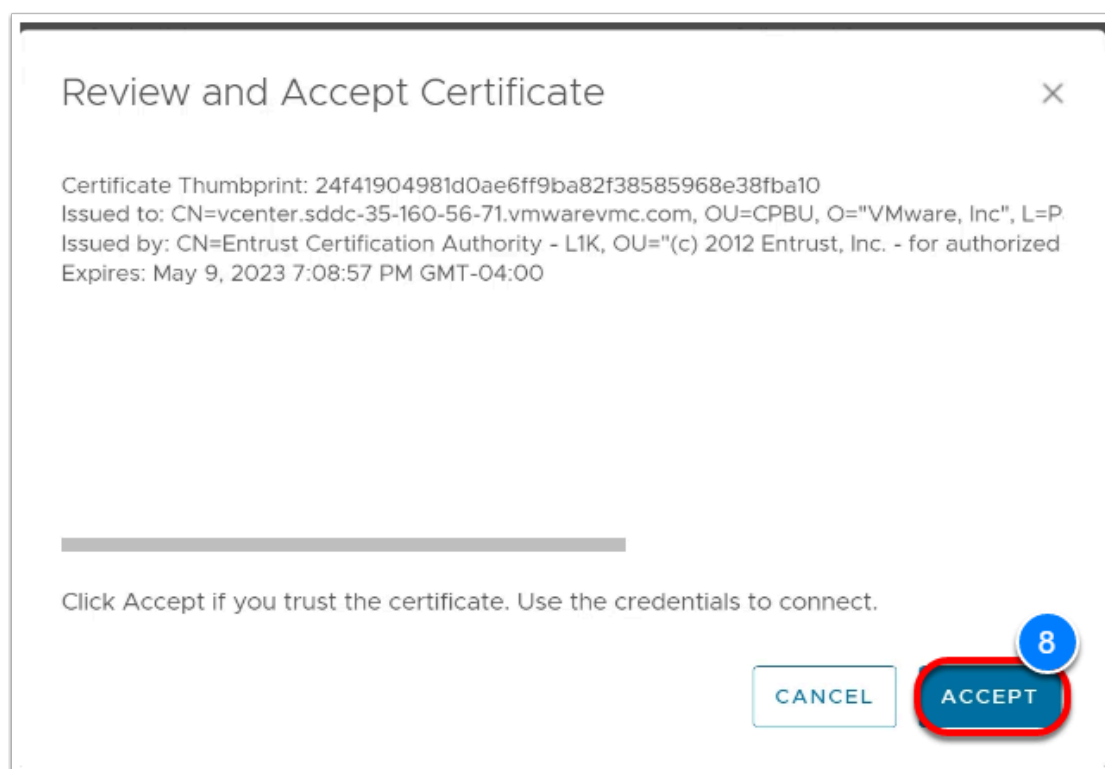 Review and Accept Certificate
Certificate Thumbprint: 24f41904981d0ae6ff9ba82f38585968e38fba10
Issued to: CN=vcenter.sddc-35-160-56-71.vmwarevmc.com, OU=CPBU, O="VMware, Inc", L=P
Issued by: CN=Entrust Certification Authority - L1K, OU="(c) 2012 Entrust, Inc. - for authorized
Expires: May 9, 2023 7:08:57 PM GMT-04:00
Click Accept if you trust the certificate. Use the credentials to connect.
8
CANCEL ACCEPT